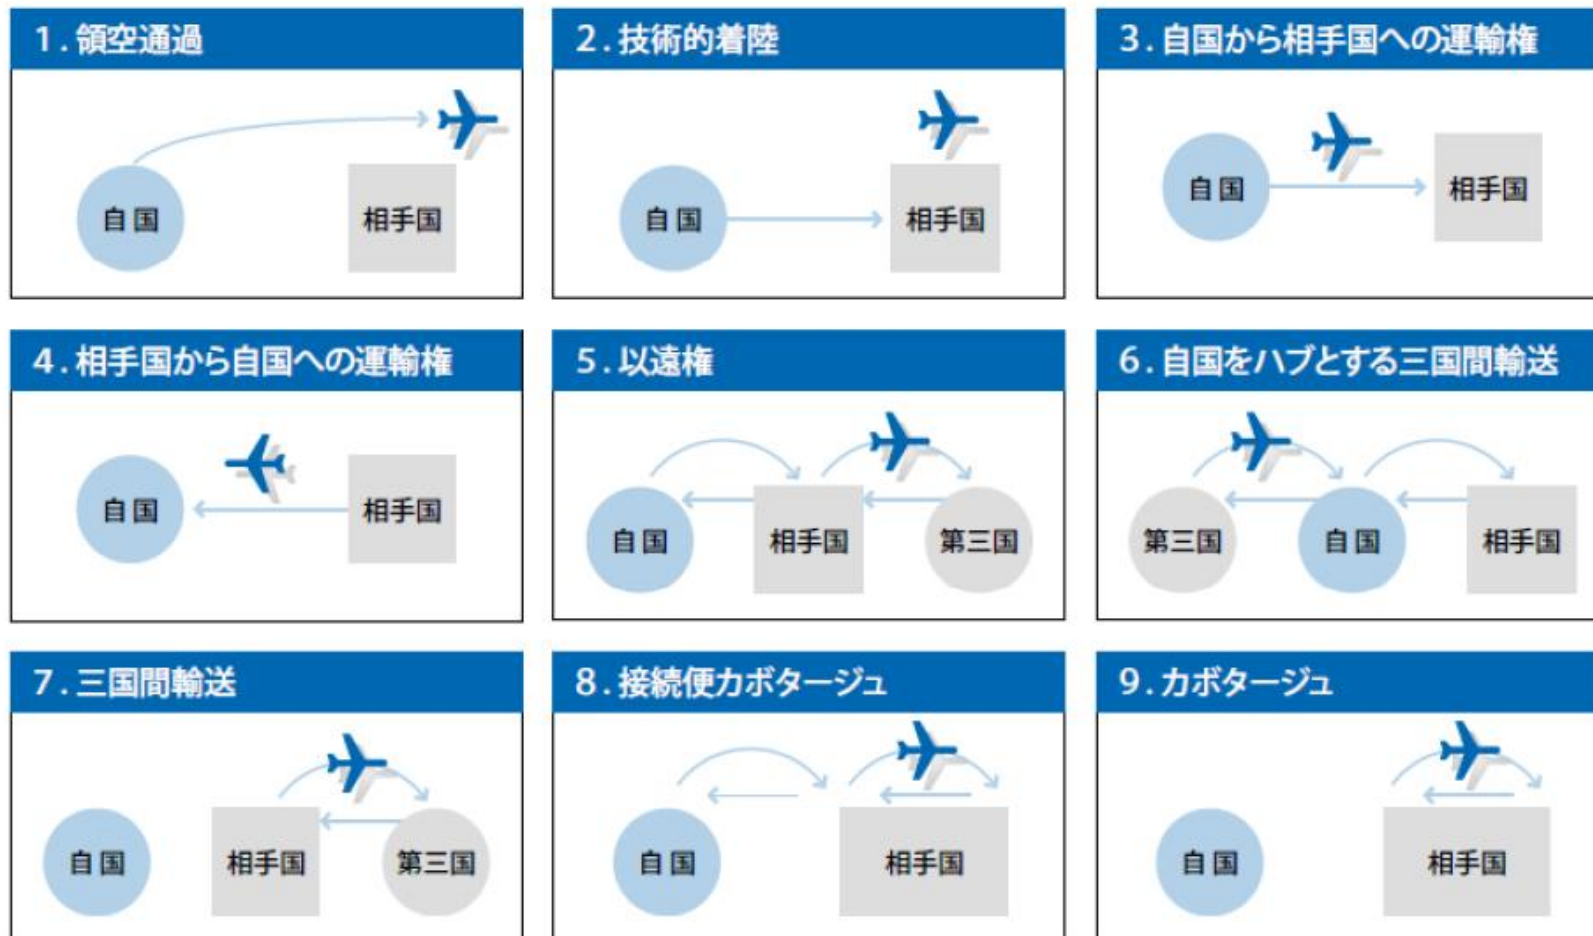 1.領空通過
自国
相手国
2.技術的着陸
自国
相手国
3.自国から相手国への運輸権
自国
相手国
4.相手国から自国への運輸権
自国
相手国
5.以遠権
自国
相手国
第三国
6.自国をハブとする三国間輸送
第三国
自国
相手国
7.三国間輸送
自国
相手国
第三国
8.接続便カボタージュ
自国
相手国
9.カボタージュ
自国
相手国